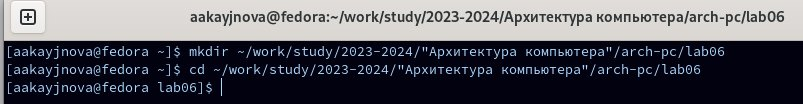 aakayjnova@fedora:~/work/study/2023-2024/Архитектура компьютера/arch-pc/lab06
[aakayjnova@fedora ~]$ mkdir ~/work/study/2023-2024/"Архитектура компьютера"/arch-pc/lab06
[aakayjnova@fedora ~]$ cd ~/work/study/2023-2024/"Архитектура компьютера"/arch-pc/lab06
[aakayjnova@fedora lab06]$